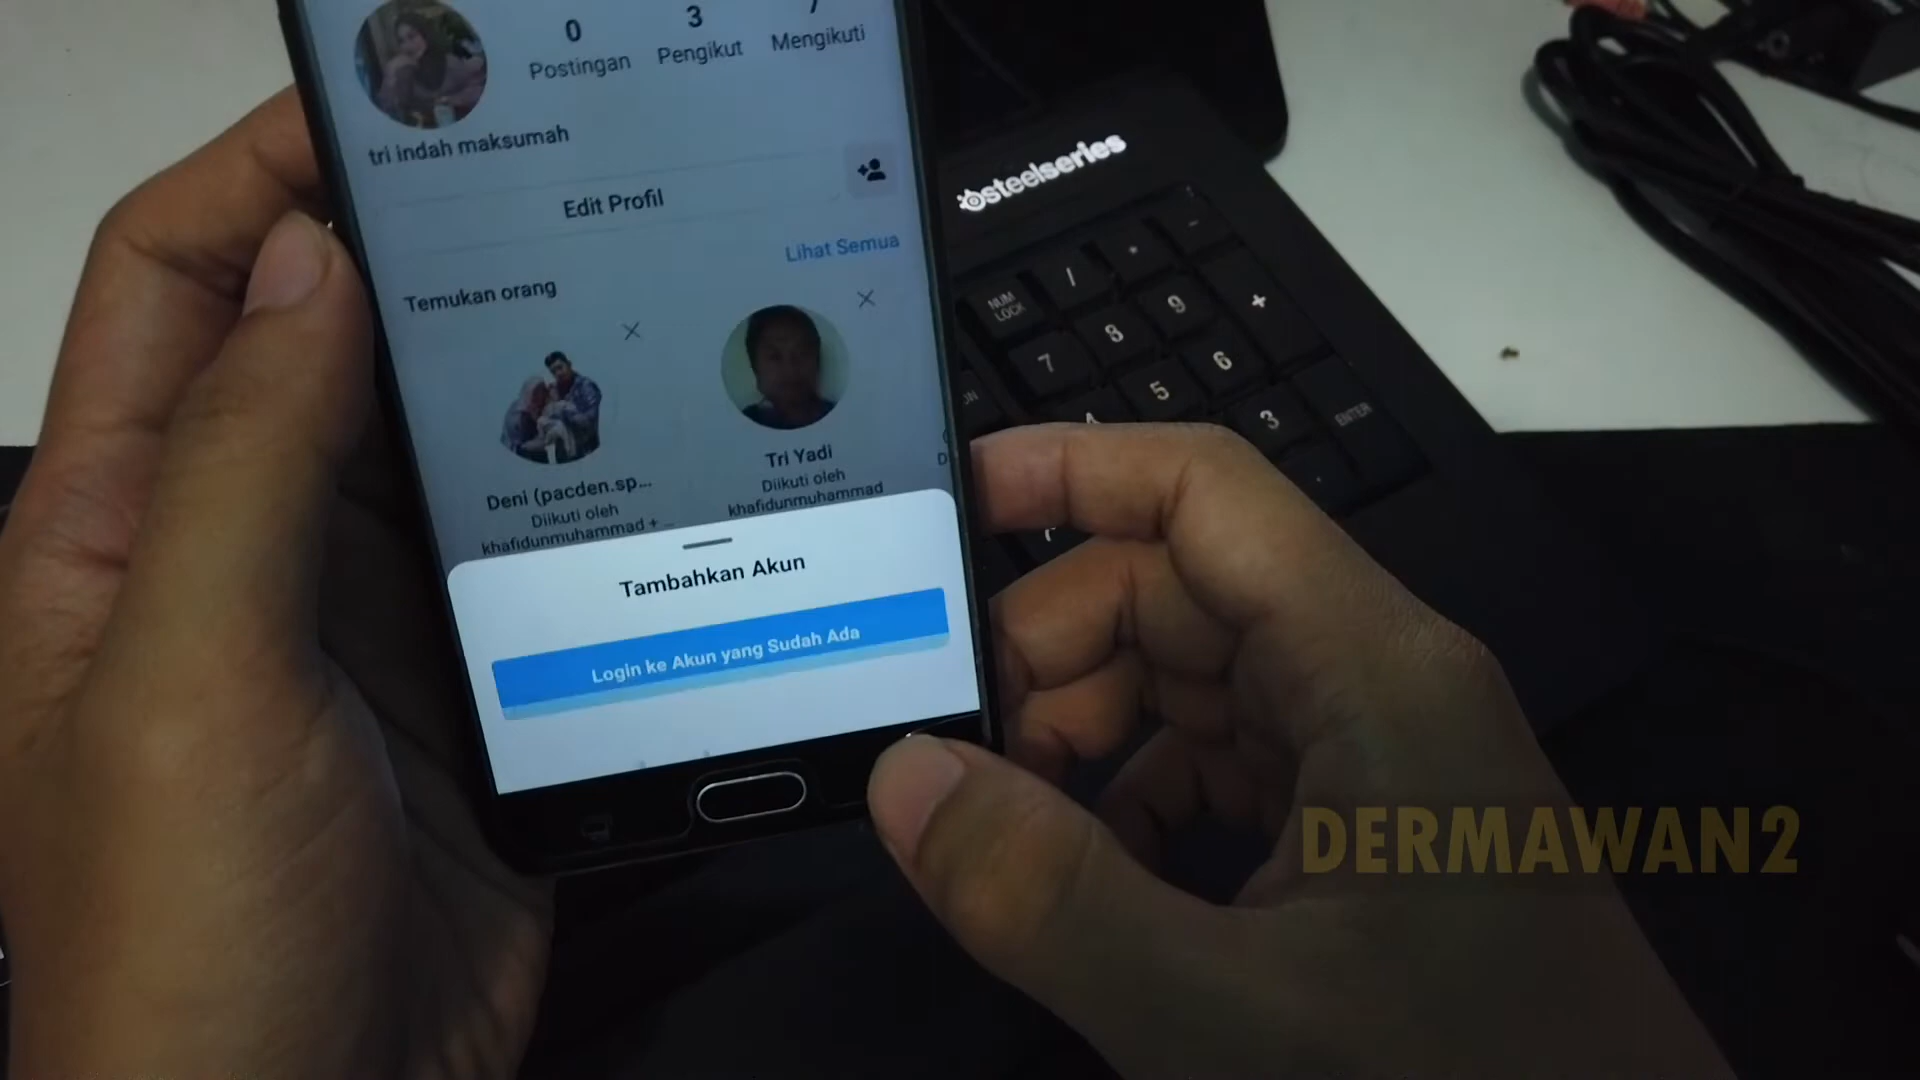 0 3 7
Postingan Pengikut Mengikuti
tri indah maksumah
Edit Profil
Lihat Semua
Temukan orang
Deni (pacden.sp...
Diikuti oleh
khafidunmuhammad + ...
Tri Yadi
Diikuti oleh
khafidunmuhammad
Tambahkan Akun
Login ke Akun yang Sudah Ada
steelseries
NUM
LOCK
/
*
-
7
8
9
+
5
6
3
ENTER
DERMAWAN2